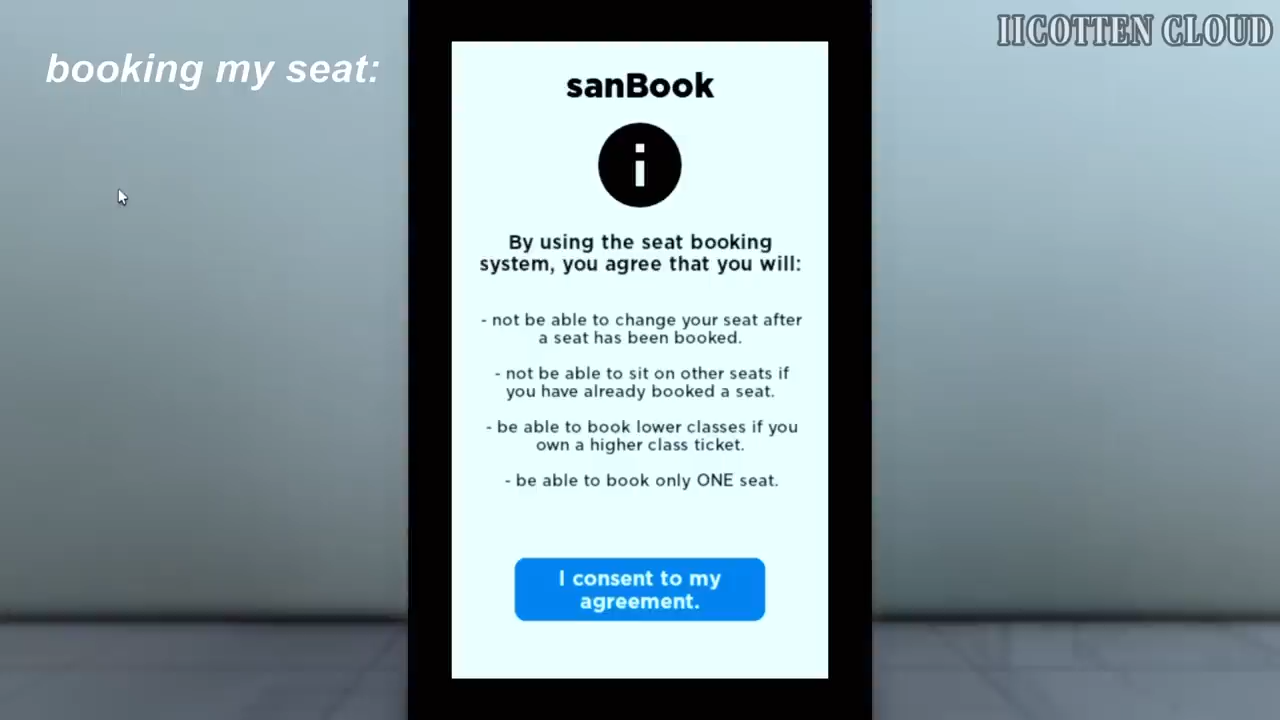 booking my seat:
IICOTTEN CLOUD
sanBook
i
By using the seat booking
system, you agree that you will:
- not be able to change your seat after
a seat has been booked.
- not be able to sit on other seats if
you have already booked a seat.
- be able to book lower classes if you
own a higher class ticket.
- be able to book only ONE seat.
I consent to my
agreement.